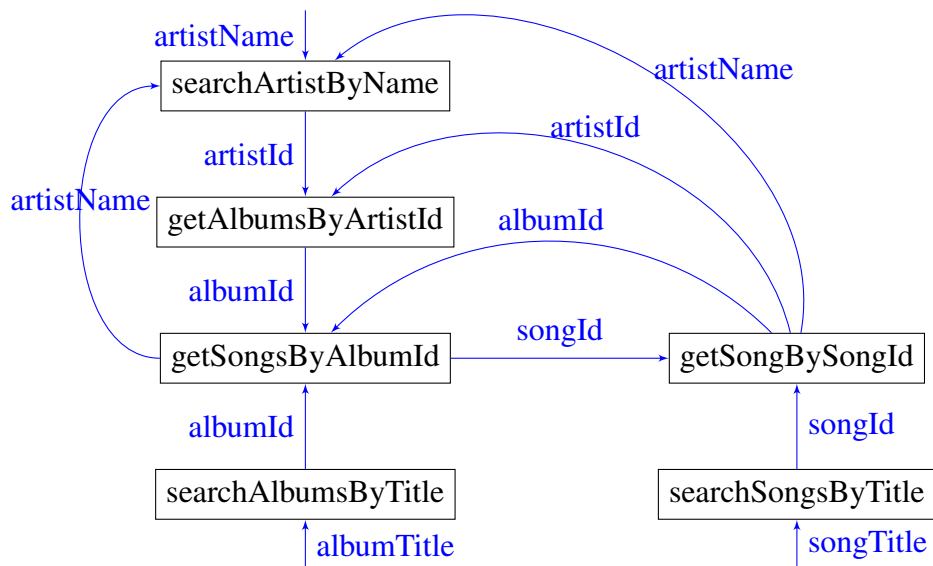 artistName
searchArtistByName
artistName
artistId
artistId
artistName
getAlbumsByArtistId
albumId
albumId
songId
getSongsByAlbumId
getSongBySongId
albumId
songId
searchAlbumsByTitle
searchSongsByTitle
albumTitle
songTitle